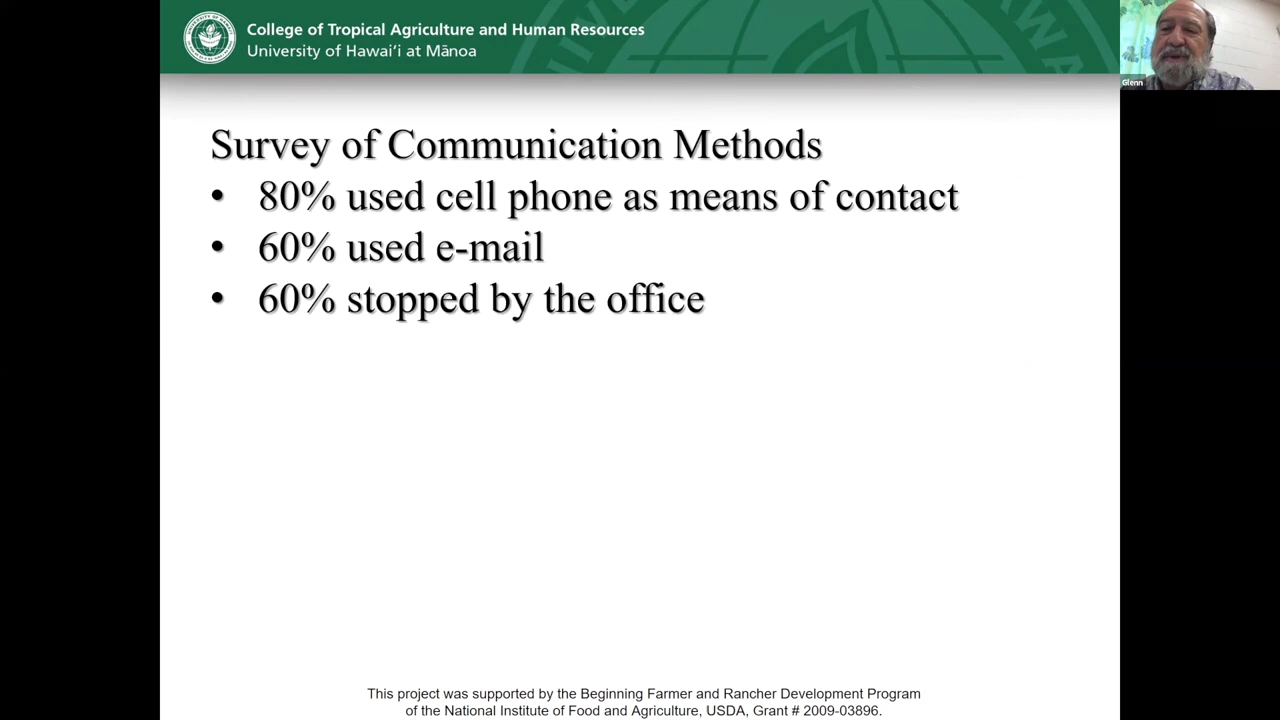 College of Tropical Agriculture and Human Resources
University of Hawai‘i at Mānoa
Glenn
Survey of Communication Methods
• 80% used cell phone as means of contact
• 60% used e-mail
• 60% stopped by the office
This project was supported by the Beginning Farmer and Rancher Development Program
of the National Institute of Food and Agriculture, USDA, Grant # 2009-03896.